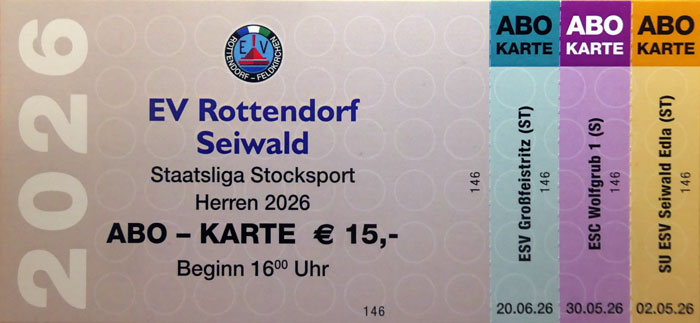 2026
ROTTENDORF - FELDKIRCHEN
EV
EV Rottendorf
Seiwald
Staatsliga Stocksport
Herren 2026
ABO – KARTE € 15,-
Beginn 16⁰⁰ Uhr
146
146
ABO
KARTE
ESV Großfeistritz (ST)
146
20.06.26
ABO
KARTE
ESC Wolfgrub 1 (S)
146
30.05.26
ABO
KARTE
SU ESV Seiwald Edla (ST)
146
02.05.26